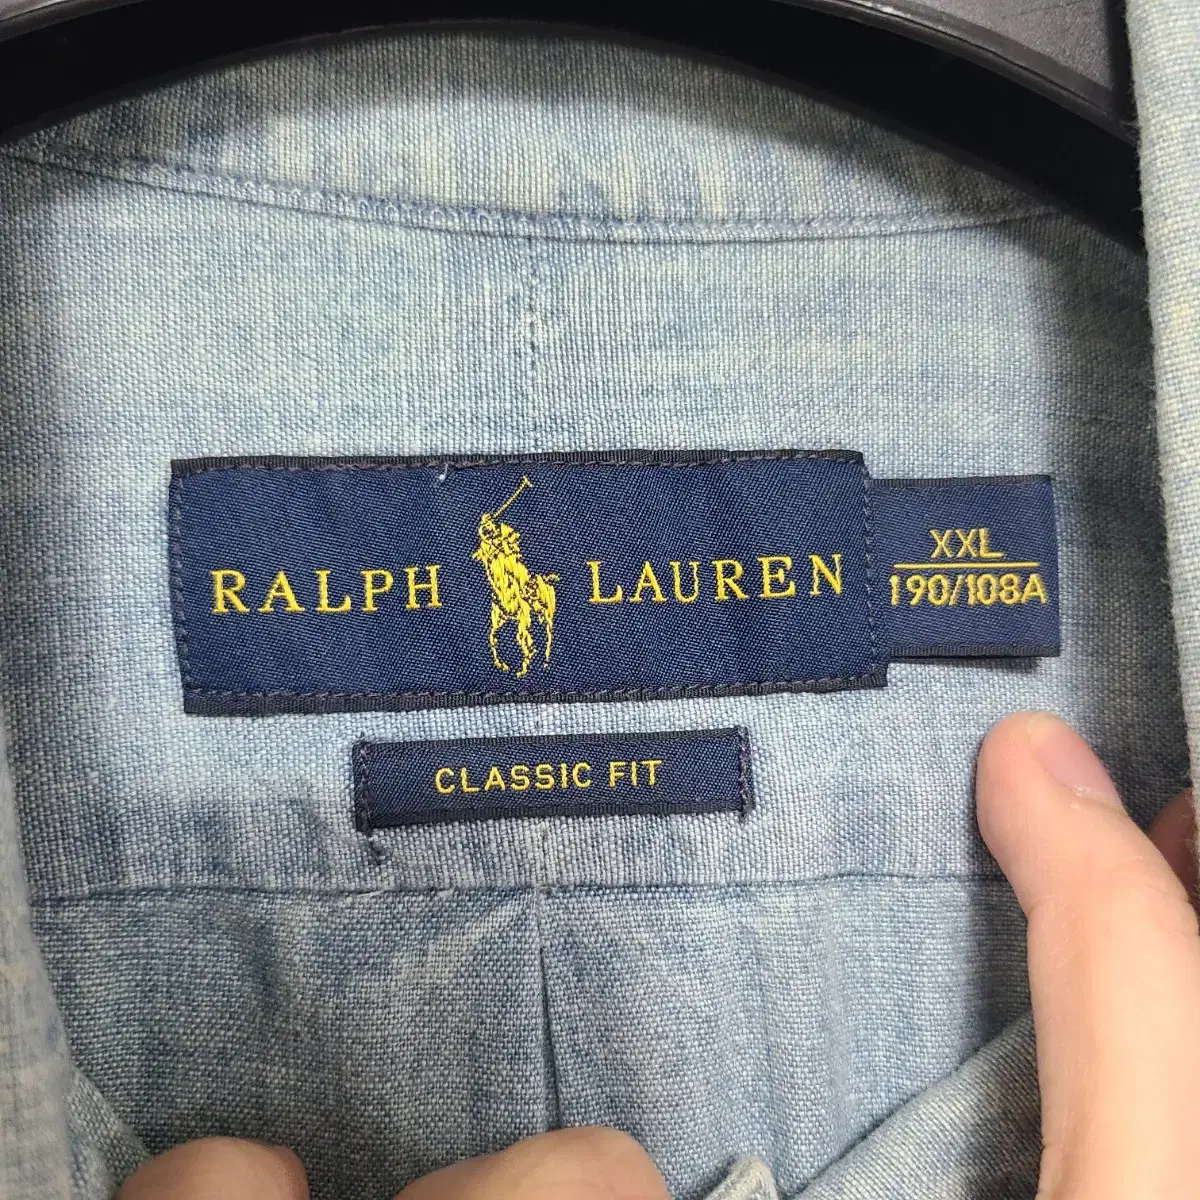 RALPH LAUREN
XXL
190/108A
CLASSIC FIT